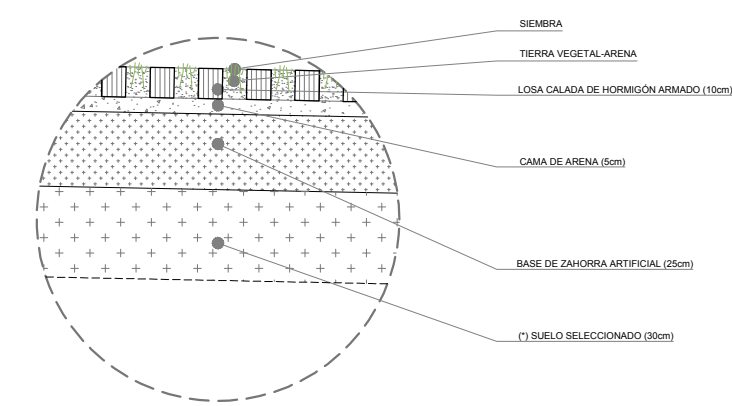 SIEMBRA
TIERRA VEGETAL-ARENA
LOSA CALADA DE HORMIGÓN ARMADO (10cm)
CAMA DE ARENA (5cm)
BASE DE ZAHORRA ARTIFICIAL (25cm)
(*) SUELO SELECCIONADO (30cm)